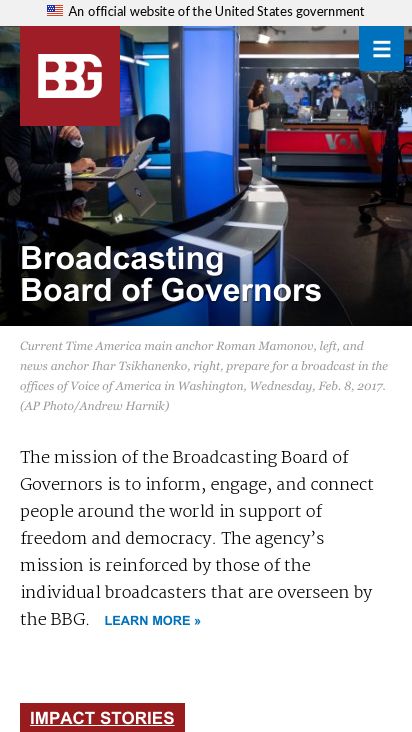 An official website of the United States government
BBG
VOA
Broadcasting
Board of Governors
Current Time America main anchor Roman Mamonov, left, and
news anchor Ihar Tsikhanenko, right, prepare for a broadcast in the
offices of Voice of America in Washington, Wednesday, Feb. 8, 2017.
(AP Photo/Andrew Harnik)
The mission of the Broadcasting Board of
Governors is to inform, engage, and connect
people around the world in support of
freedom and democracy. The agency’s
mission is reinforced by those of the
individual broadcasters that are overseen by
the BBG. LEARN MORE »
IMPACT STORIES